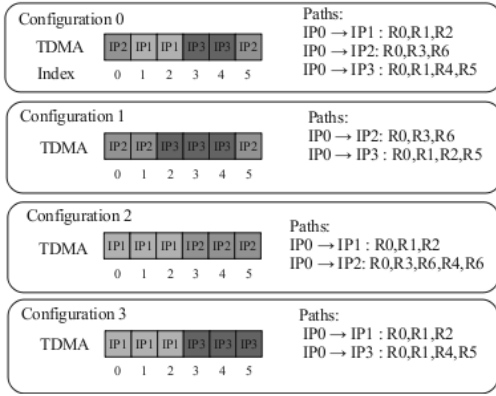 Configuration 0
Paths:
TDMA IP2 IP1 IP1 IP3 IP3 IP2
IP0 → IP1 : R0,R1,R2
IP0 → IP2: R0,R3,R6
Index 0 1 2 3 4 5
IP0 → IP3 : R0,R1,R4,R5
Configuration 1
Paths:
TDMA IP2 IP2 IP3 IP3 IP3 IP2
IP0 → IP2: R0,R3,R6
IP0 → IP3 : R0,R1,R2,R5
0 1 2 3 4 5
Configuration 2
Paths:
TDMA IP1 IP1 IP1 IP2 IP2 IP2
IP0 → IP1 : R0,R1,R2
IP0 → IP2: R0,R3,R6,R4,R6
0 1 2 3 4 5
Configuration 3
Paths:
TDMA IP1 IP1 IP1 IP3 IP3 IP3
IP0 → IP1 : R0,R1,R2
IP0 → IP3 : R0,R1,R4,R5
0 1 2 3 4 5